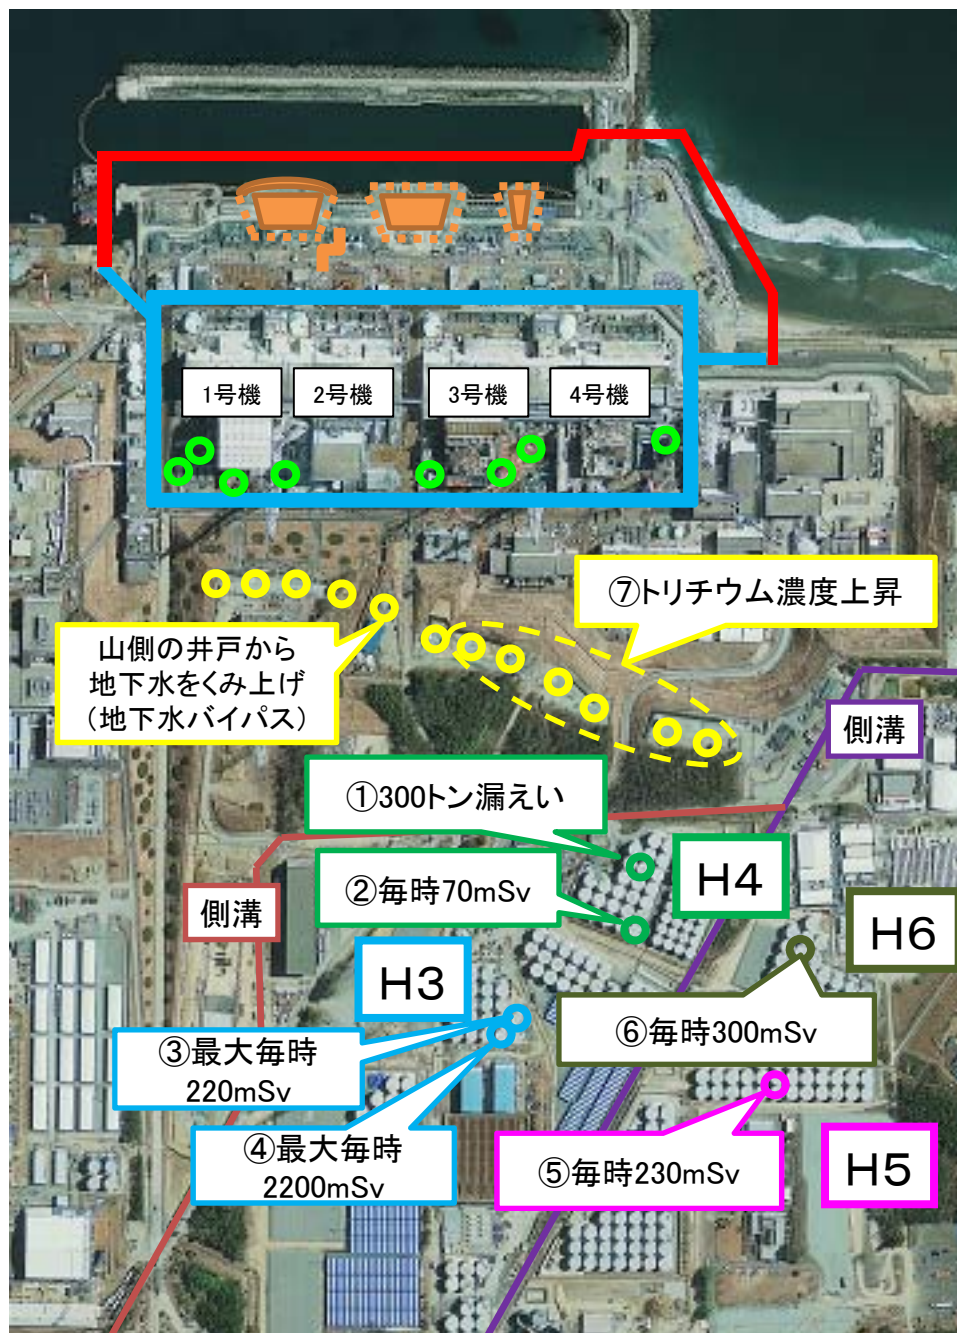 1号機
2号機
3号機
4号機
⑦トリチウム濃度上昇
山側の井戸から
地下水をくみ上げ
（地下水バイパス）
側溝
①300トン漏えい
H4
②毎時70mSv
側溝
H6
H3
⑥毎時300mSv
③最大毎時
220mSv
④最大毎時
2200mSv
⑤毎時230mSv
H5